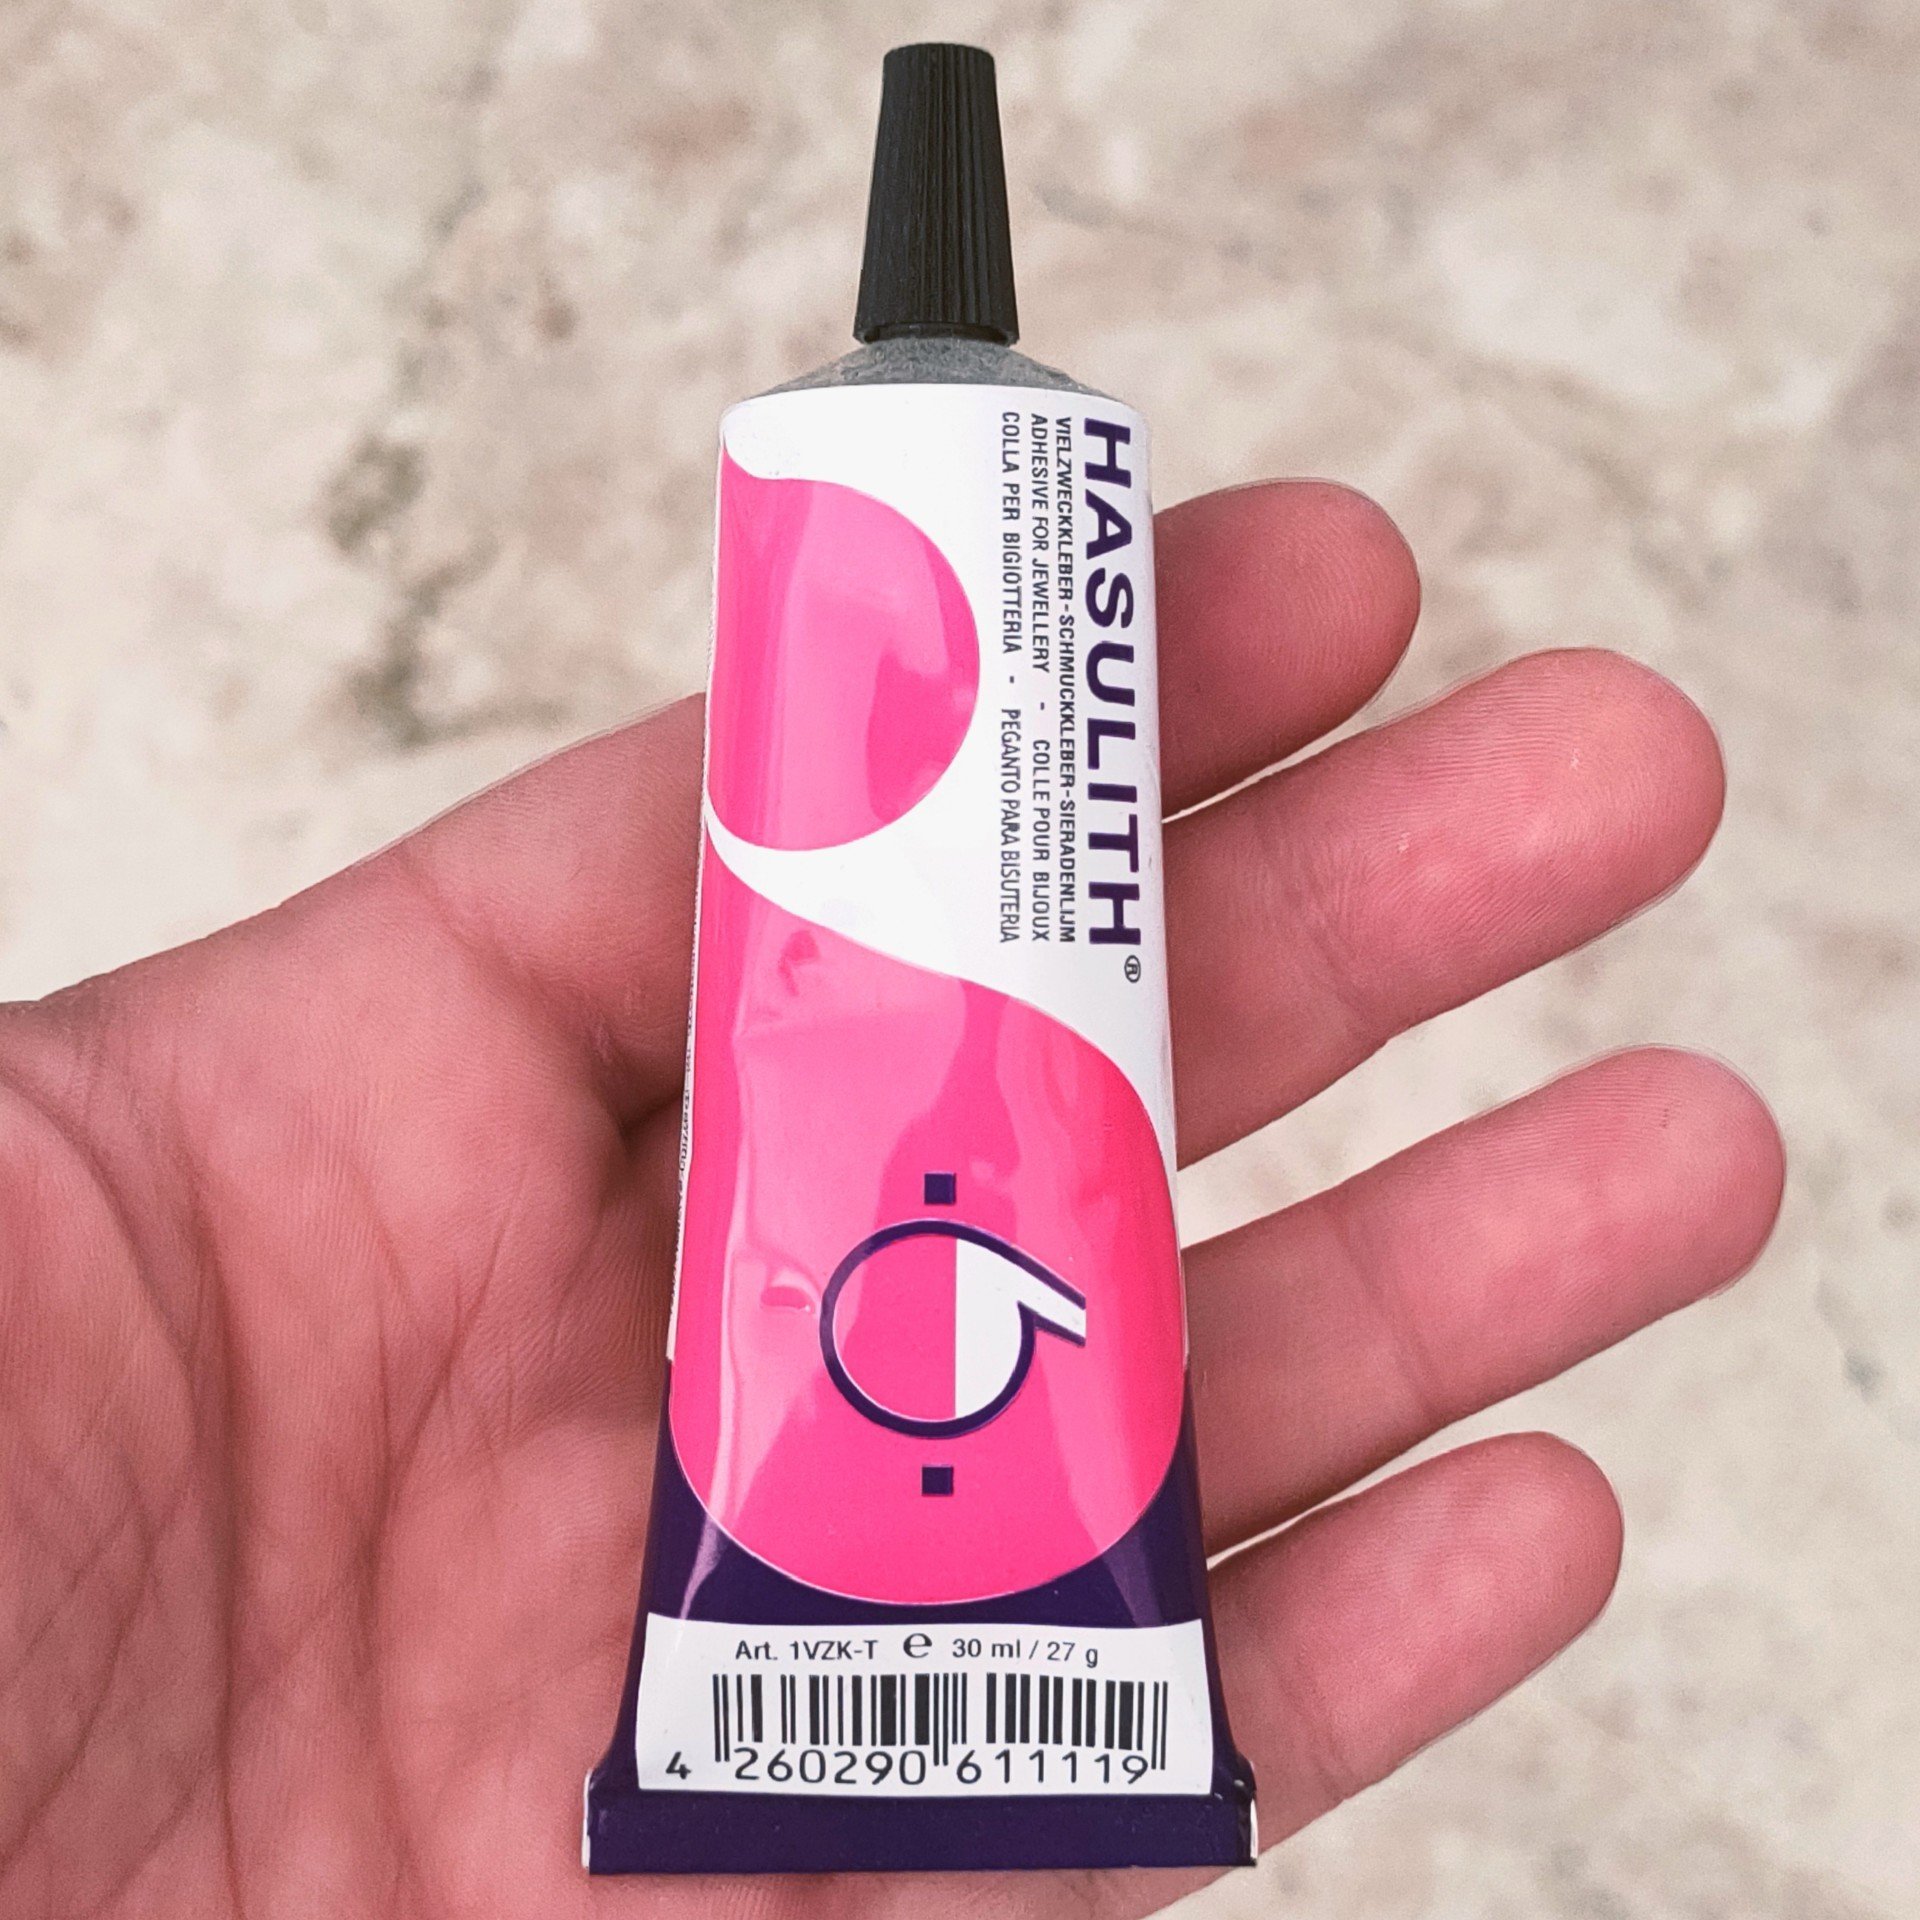 HASULITH®
VIELZWECKKLEBER-SCHMUCKKLEBER-SIERADENLIJM
ADHESIVE FOR JEWELLERY - COLLE POUR BIJOUX
COLLA PER BIGIOTTERIA - PEGANTO PARA BISUTERIA
Art. 1VZK-T ℮ 30 ml / 27 g
4 260290 611119